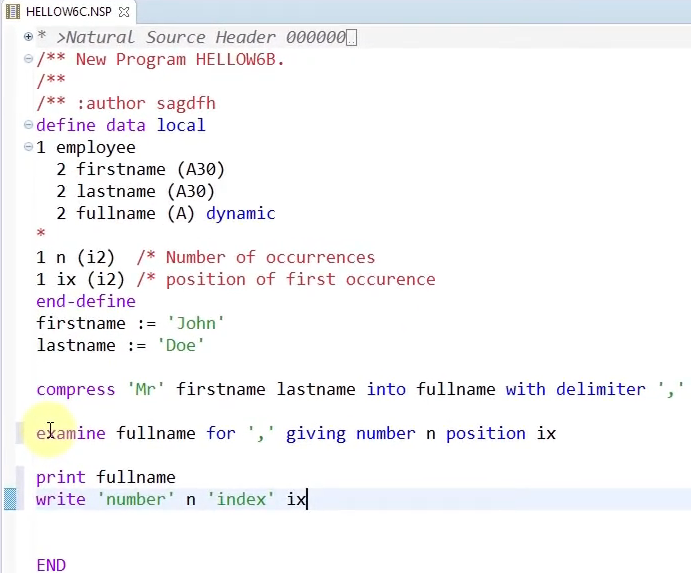 HELLOW6C.NSP
* >Natural Source Header 000000
/** New Program HELLOW6B.
/**
/** :author sagdfh
define data local
1 employee
2 firstname (A30)
2 lastname (A30)
2 fullname (A) dynamic
*
1 n (i2) /* Number of occurrences
1 ix (i2) /* position of first occurence
end-define
firstname := 'John'
lastname := 'Doe'
compress 'Mr' firstname lastname into fullname with delimiter ','
examine fullname for ',' giving number n position ix
print fullname
write 'number' n 'index' ix
END